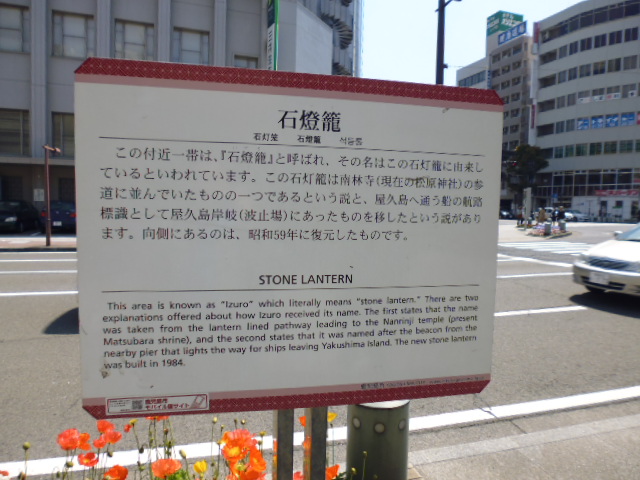 石燈籠
石灯笼 石燈籠 석등롱
この付近一帯は、『石燈籠』と呼ばれ、その名はこの石灯籠に由来し
ているといわれています。この石灯籠は南林寺(現在の松原神社)の参
道に並んでいたものの一つであるという説と、屋久島へ通う船の航路
標識として屋久島岸岐(波止場)にあったものを移したという説があり
ます。向側にあるのは、昭和59年に復元したものです。
STONE LANTERN
This area is known as "Izuro" which literally means "stone lantern." There are two
explanations offered about how Izuro received its name. The first states that the name
was taken from the lantern lined pathway leading to the Nanrinji temple (present
Matsubara shrine), and the second states that it was named after the beacon from the
nearby pier that lights the way for ships leaving Yakushima Island. The new stone lantern
was built in 1984.
鹿児島市
モバイル版サイト